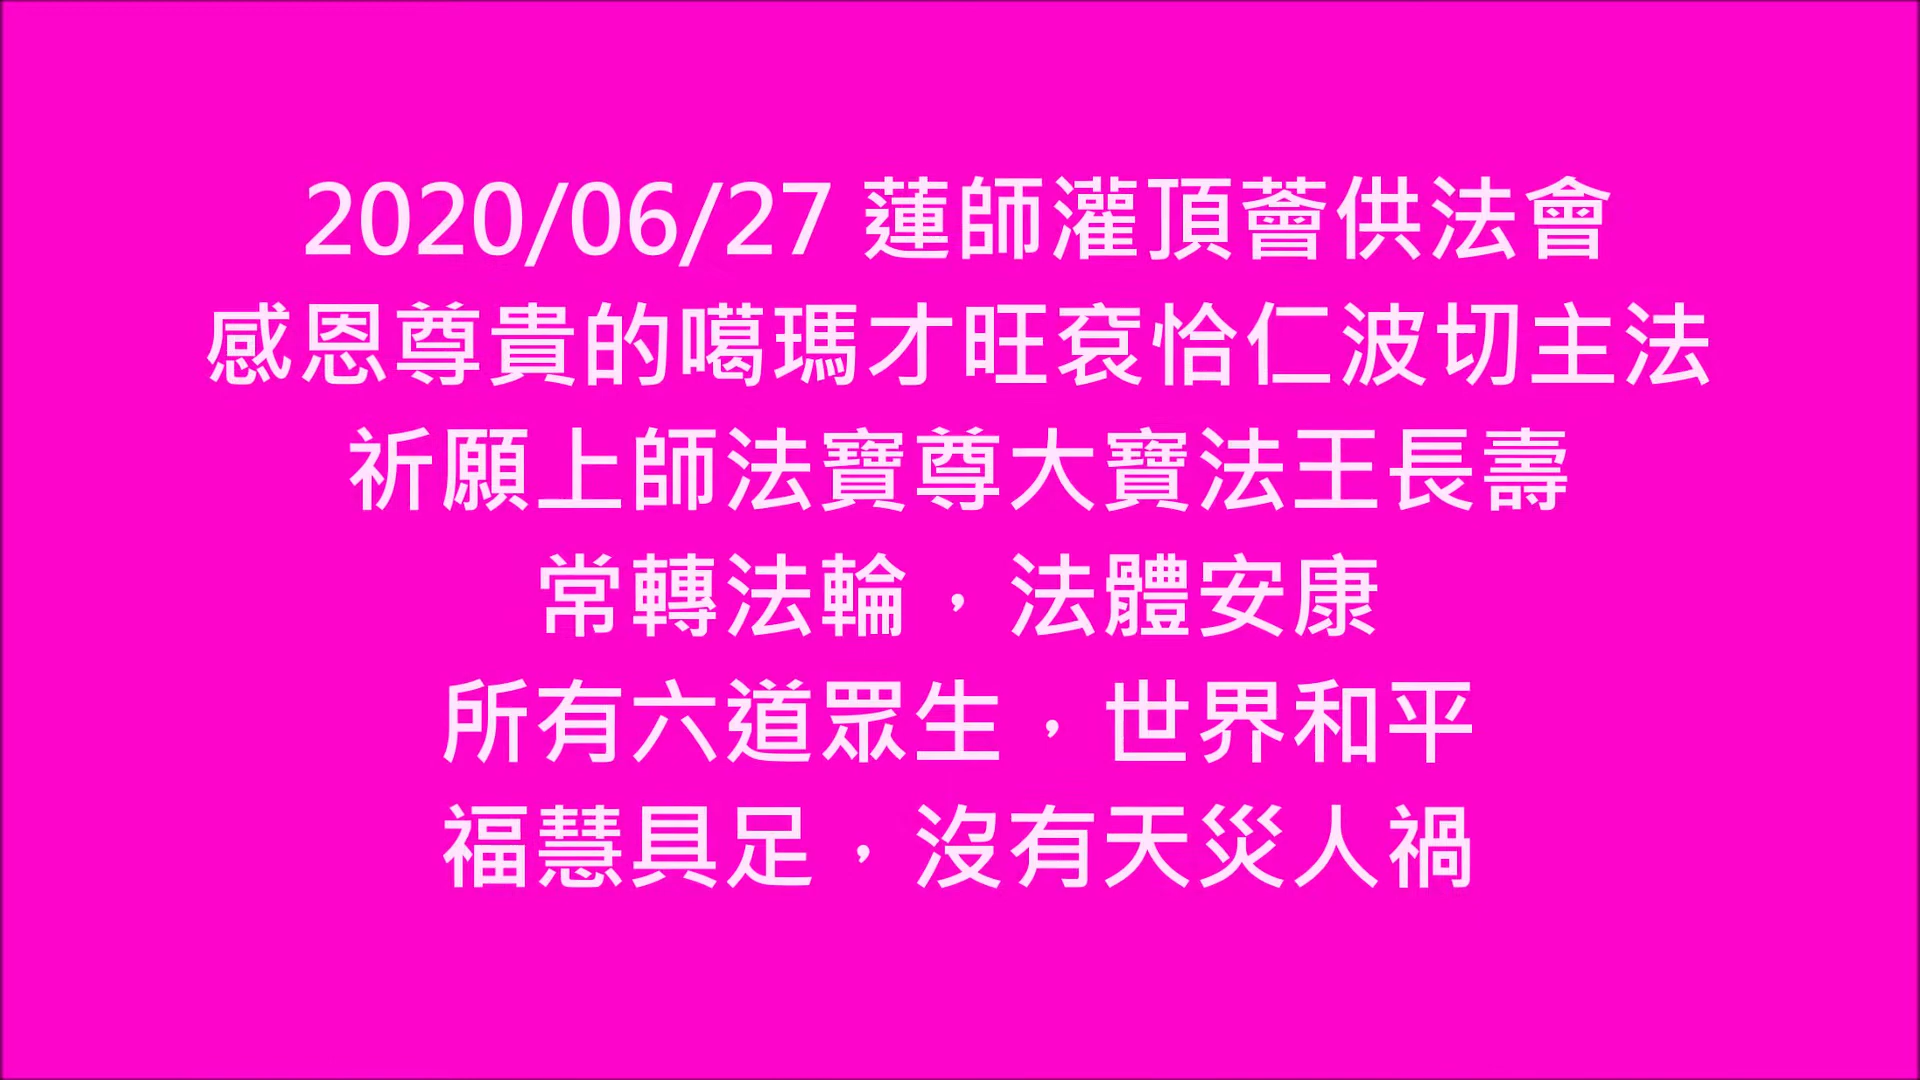 2020/06/27 蓮師灌頂薈供法會
感恩尊貴的噶瑪才旺袞恰仁波切主法
祈願上師法寶尊大寶法王長壽
常轉法輪，法體安康
所有六道眾生，世界和平
福慧具足，沒有天災人禍